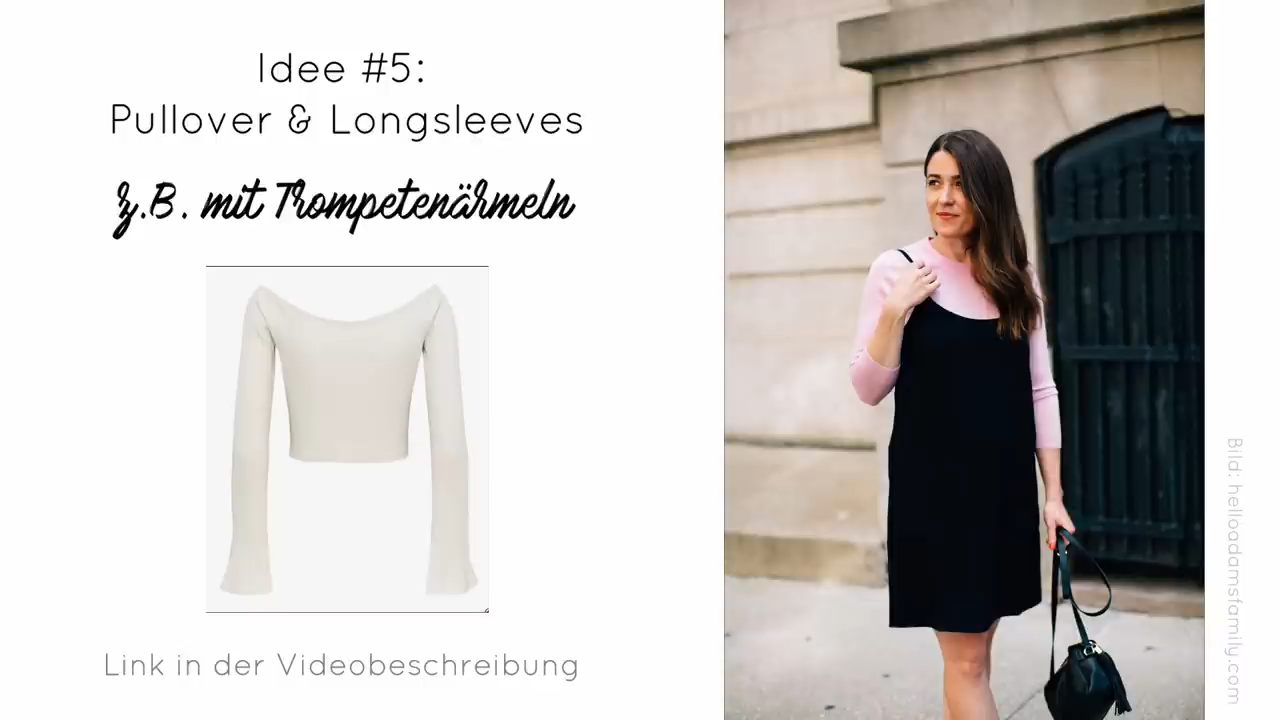 Idee #5:
Pullover & Longsleeves
z.B. mit Trompetenärmeln
Link in der Videobeschreibung
Bild: helloadamsfamily.com